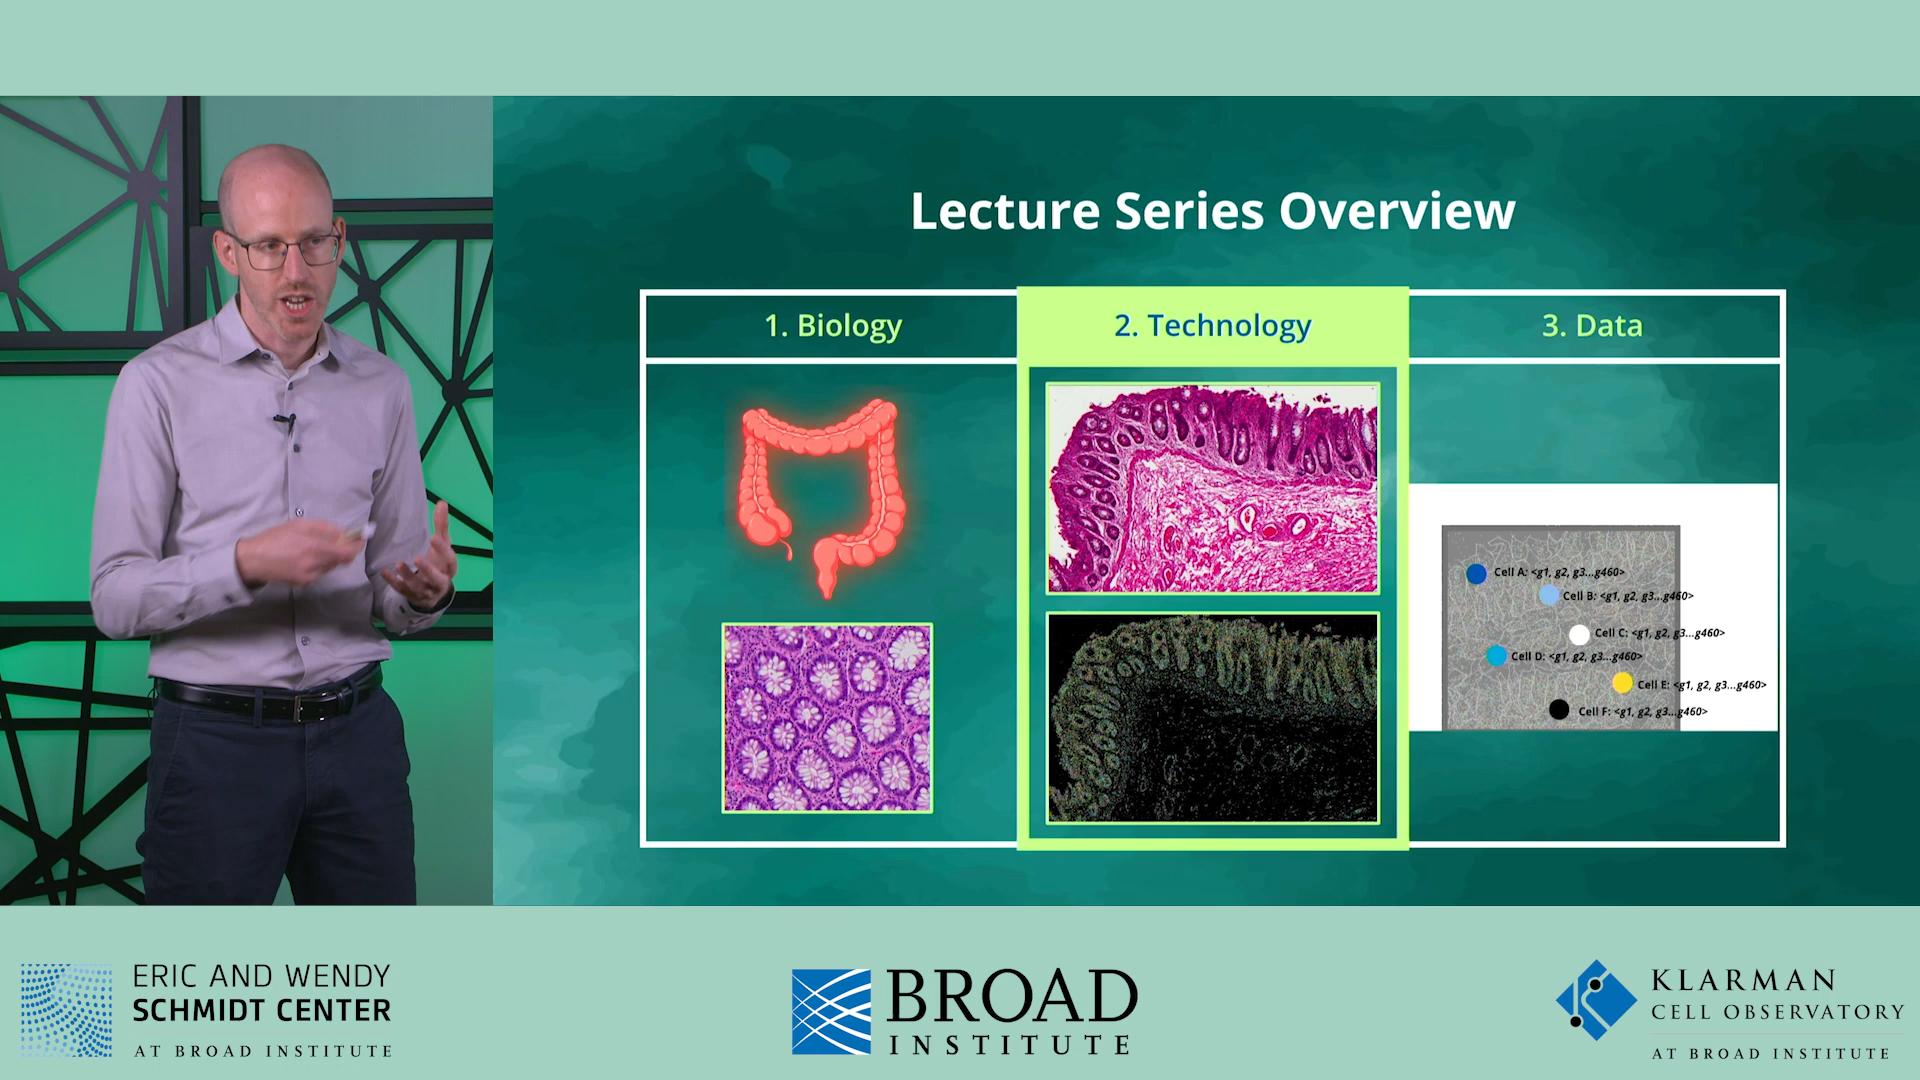 Lecture Series Overview
1. Biology
2. Technology
3. Data
Cell A: <g1, g2, g3...g460>
Cell B: <g1, g2, g3...g460>
Cell C: <g1, g2, g3...g460>
Cell D: <g1, g2, g3...g460>
Cell E: <g1, g2, g3...g460>
Cell F: <g1, g2, g3...g460>
ERIC AND WENDY
SCHMIDT CENTER
AT BROAD INSTITUTE
BROAD
INSTITUTE
KLARMAN
CELL OBSERVATORY
AT BROAD INSTITUTE